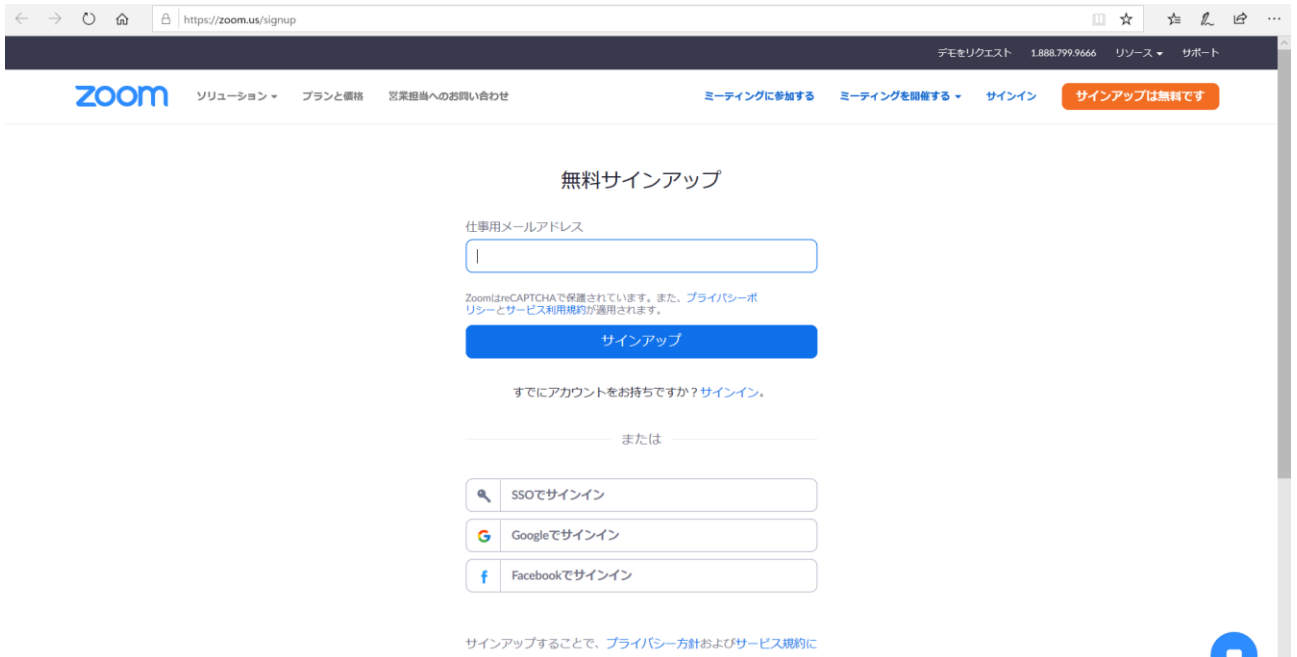 https://zoom.us/signup
デモをリクエスト 1.888.799.9666 リソース サポート
zoom ソリューション プランと価格 営業担当へのお問い合わせ ミーティングに参加する ミーティングを開催する サインイン サインアップは無料です
無料サインアップ
仕事用メールアドレス
ZoomはreCAPTCHAで保護されています。また、プライバシーポ
リシーとサービス利用規約が適用されます。
サインアップ
すでにアカウントをお持ちですか？サインイン。
または
SSOでサインイン
Googleでサインイン
Facebookでサインイン
サインアップすることで、プライバシー方針およびサービス規約に